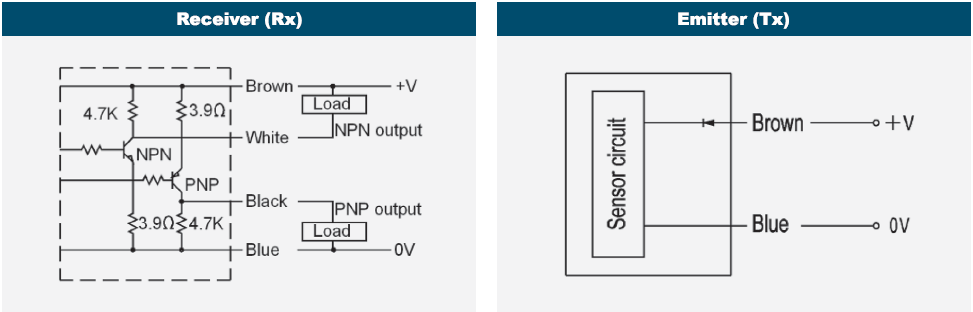 Receiver (Rx)
Brown
+V
4.7K
3.9Ω
Load
NPN output
White
NPN
PNP
Black
PNP output
3.9Ω
4.7K
Load
Blue
0V
Emitter (Tx)
Sensor circuit
Brown
+V
Blue
0V